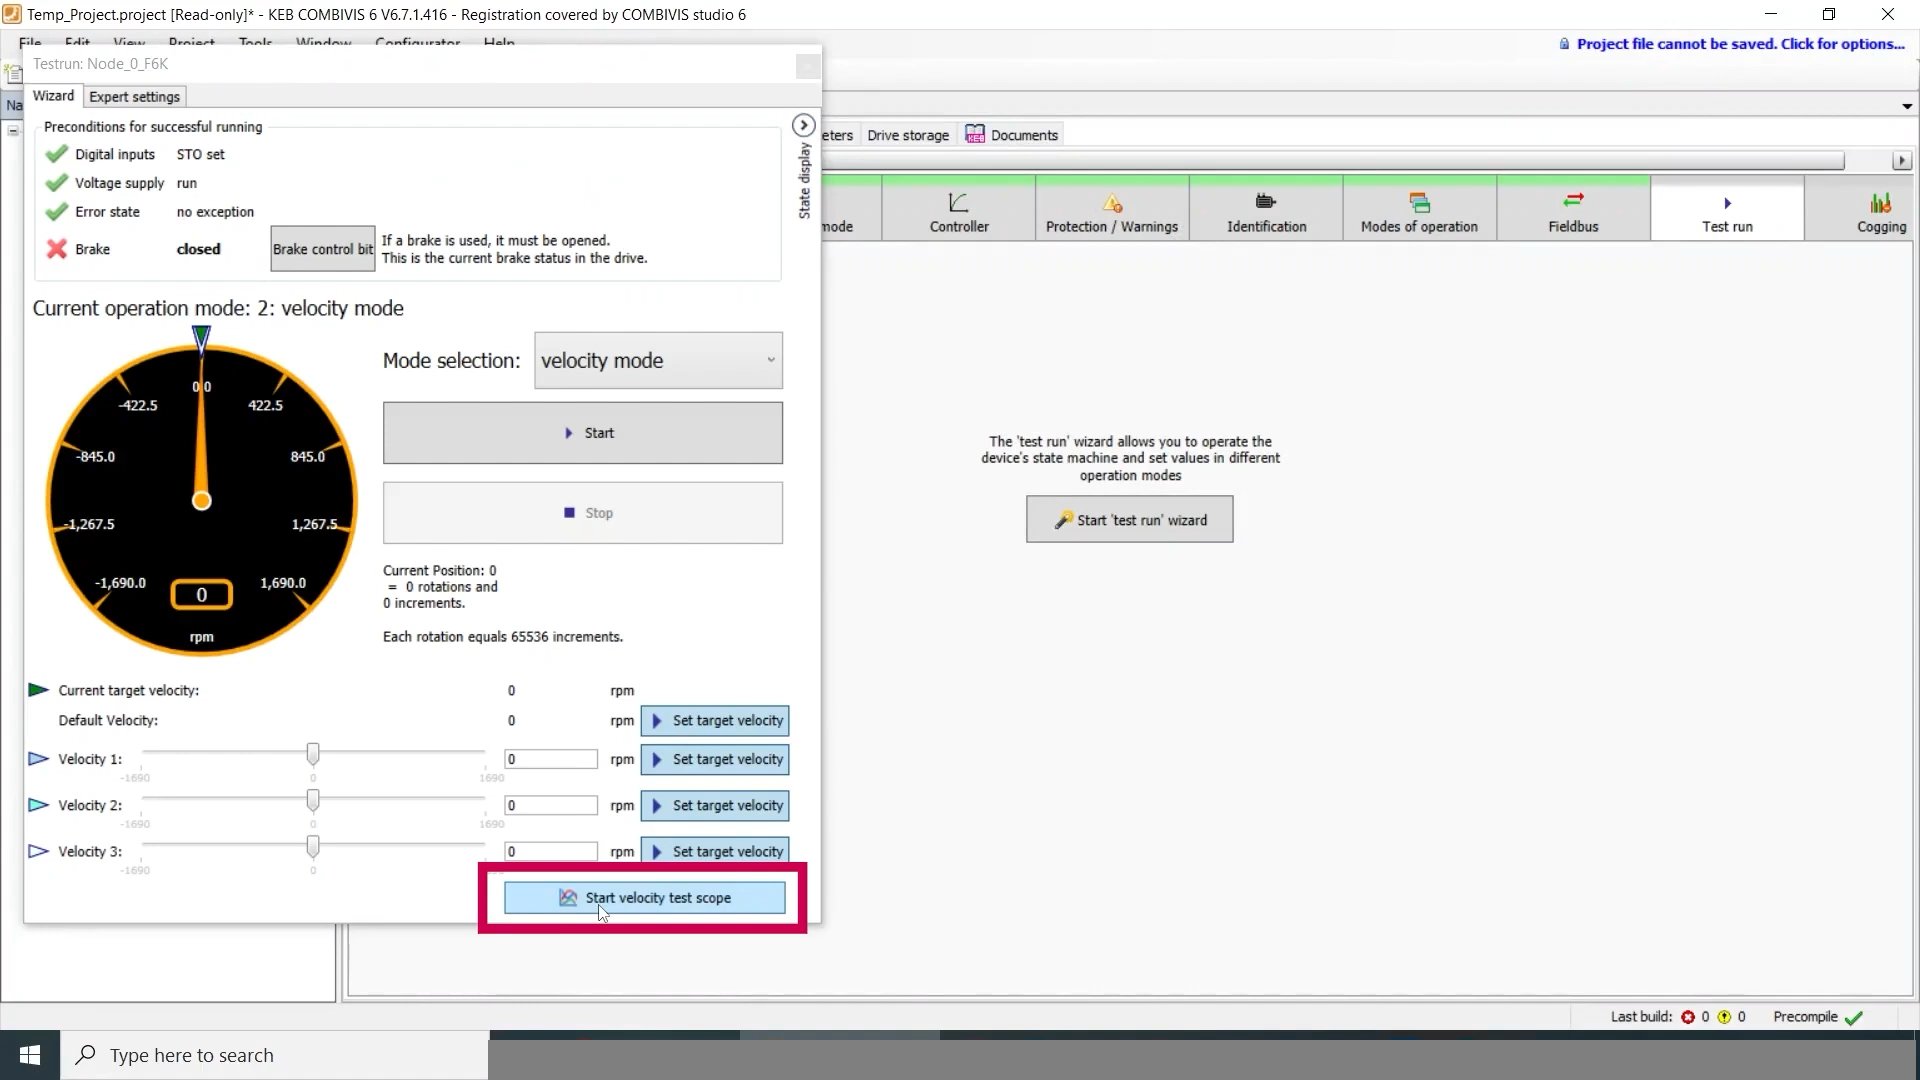 Temp_Project.project [Read-only]* - KEB COMBIVIS 6 V6.7.1.416 - Registration covered by COMBIVIS studio 6
File Edit View Project Tools Window Configurator Help
Project file cannot be saved. Click for options...
Testrun: Node_0_F6K
Wizard Expert settings
Na
Preconditions for successful running
Digital inputs STO set
Voltage supply run
Error state no exception
Brake closed
Brake control bit
If a brake is used, it must be opened.
This is the current brake status in the drive.
State display
eters Drive storage Documents
node Controller Protection / Warnings Identification Modes of operation Fieldbus Test run Cogging
Current operation mode: 2: velocity mode
Mode selection: velocity mode
Start
Stop
0.0
-422.5 422.5
-845.0 845.0
-1,267.5 1,267.5
-1,690.0 1,690.0
0
rpm
Current Position: 0
= 0 rotations and
0 increments.
Each rotation equals 65536 increments.
The 'test run' wizard allows you to operate the
device's state machine and set values in different
operation modes
Start 'test run' wizard
Current target velocity: 0 rpm
Default Velocity: 0 rpm Set target velocity
Velocity 1: 0 rpm Set target velocity
-1690 0 1690
Velocity 2: 0 rpm Set target velocity
-1690 0 1690
Velocity 3: 0 rpm Set target velocity
-1690 0
Start velocity test scope
Last build: 0 0 Precompile
Type here to search